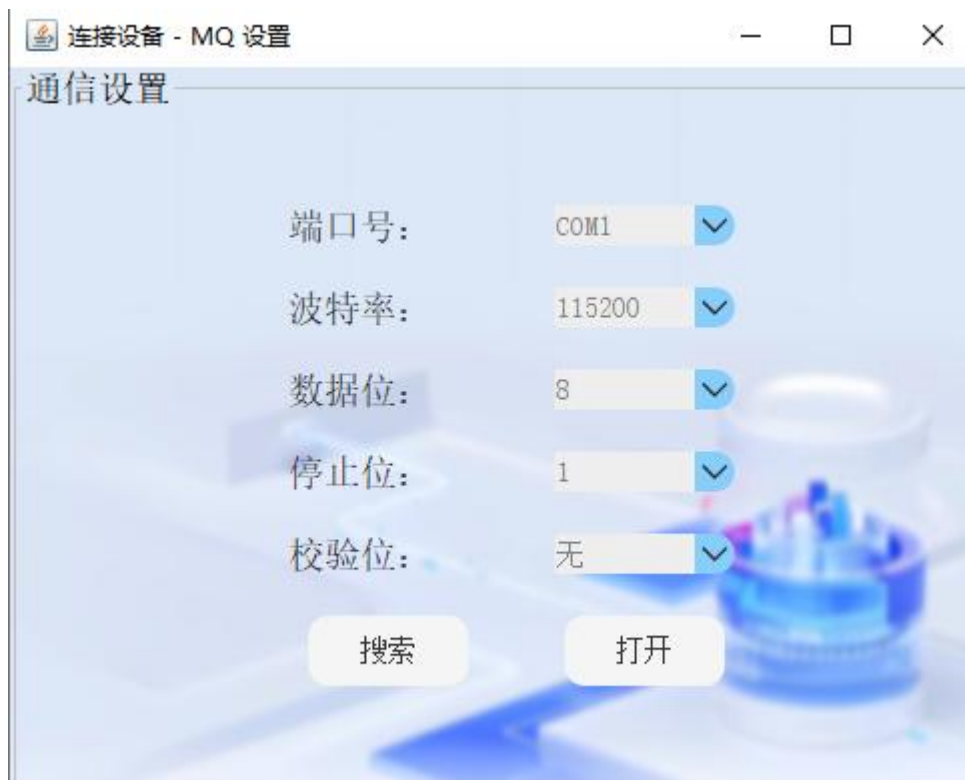 连接设备 - MQ 设置
通信设置
端口号： COM1
波特率： 115200
数据位： 8
停止位： 1
校验位： 无
搜索 打开